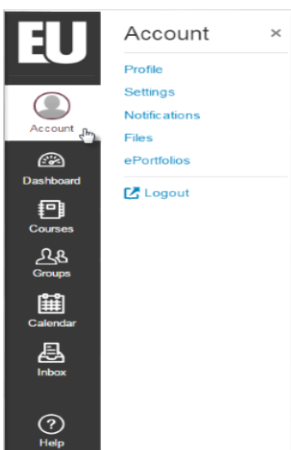 EU
Account
Dashboard
Courses
Groups
Calendar
Inbox
Help
Account ×
Profile
Settings
Notifications
Files
ePortfolios
Logout